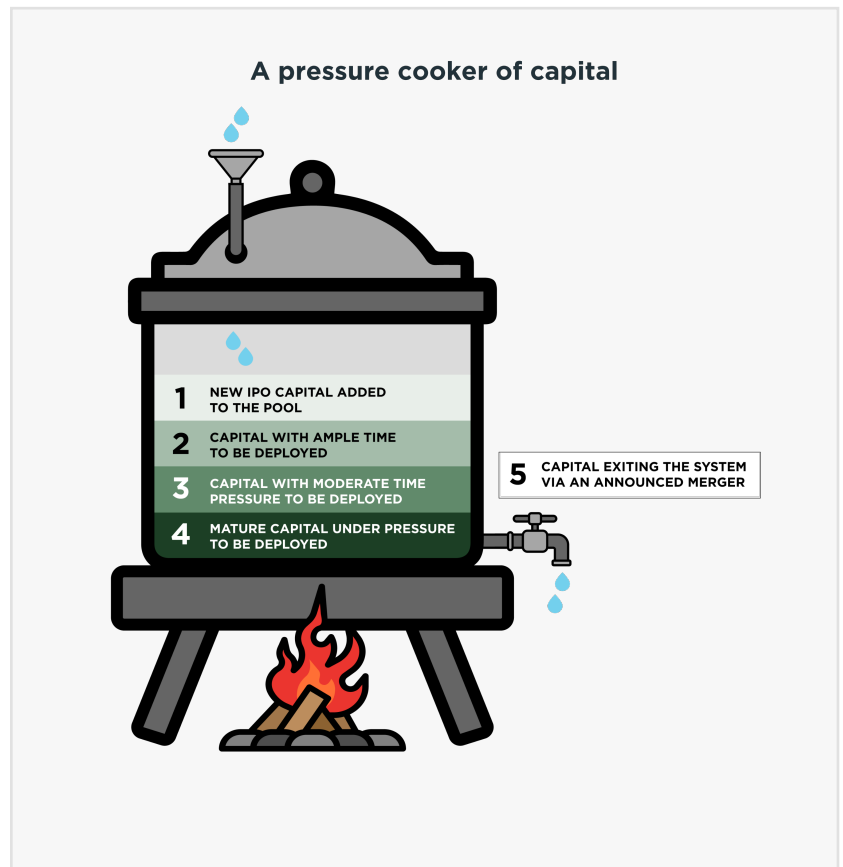 A pressure cooker of capital
1 NEW IPO CAPITAL ADDED
TO THE POOL
2 CAPITAL WITH AMPLE TIME
TO BE DEPLOYED
3 CAPITAL WITH MODERATE TIME
PRESSURE TO BE DEPLOYED
4 MATURE CAPITAL UNDER PRESSURE
TO BE DEPLOYED
5 CAPITAL EXITING THE SYSTEM
VIA AN ANNOUNCED MERGER